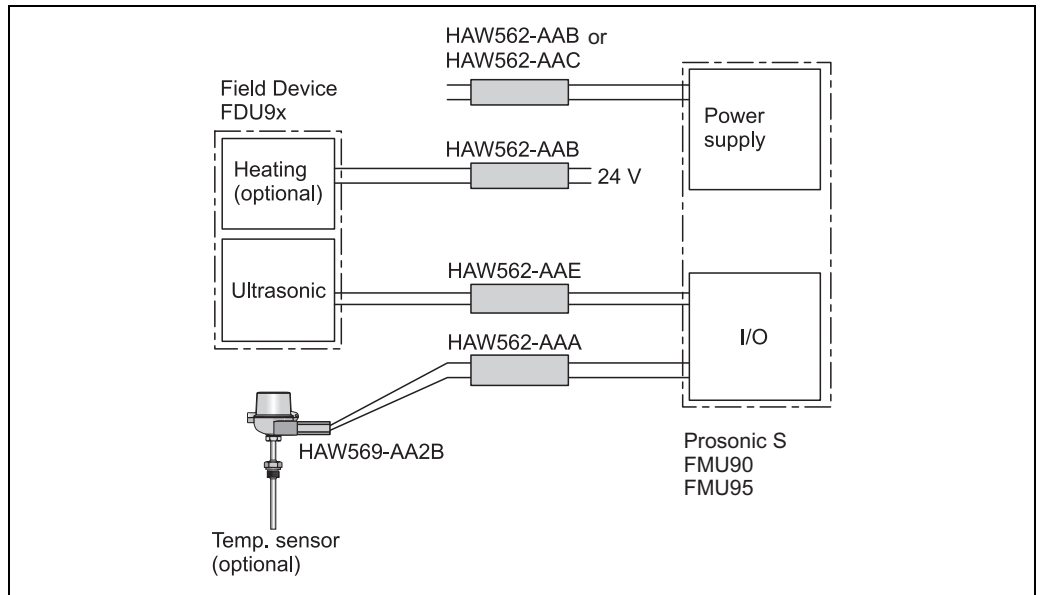 HAW562-AAB or
HAW562-AAC
Field Device
FDU9x
Power
supply
HAW562-AAB
Heating
(optional)
24 V
HAW562-AAE
Ultrasonic
I/O
HAW562-AAA
HAW569-AA2B
Prosonic S
FMU90
FMU95
Temp. sensor
(optional)